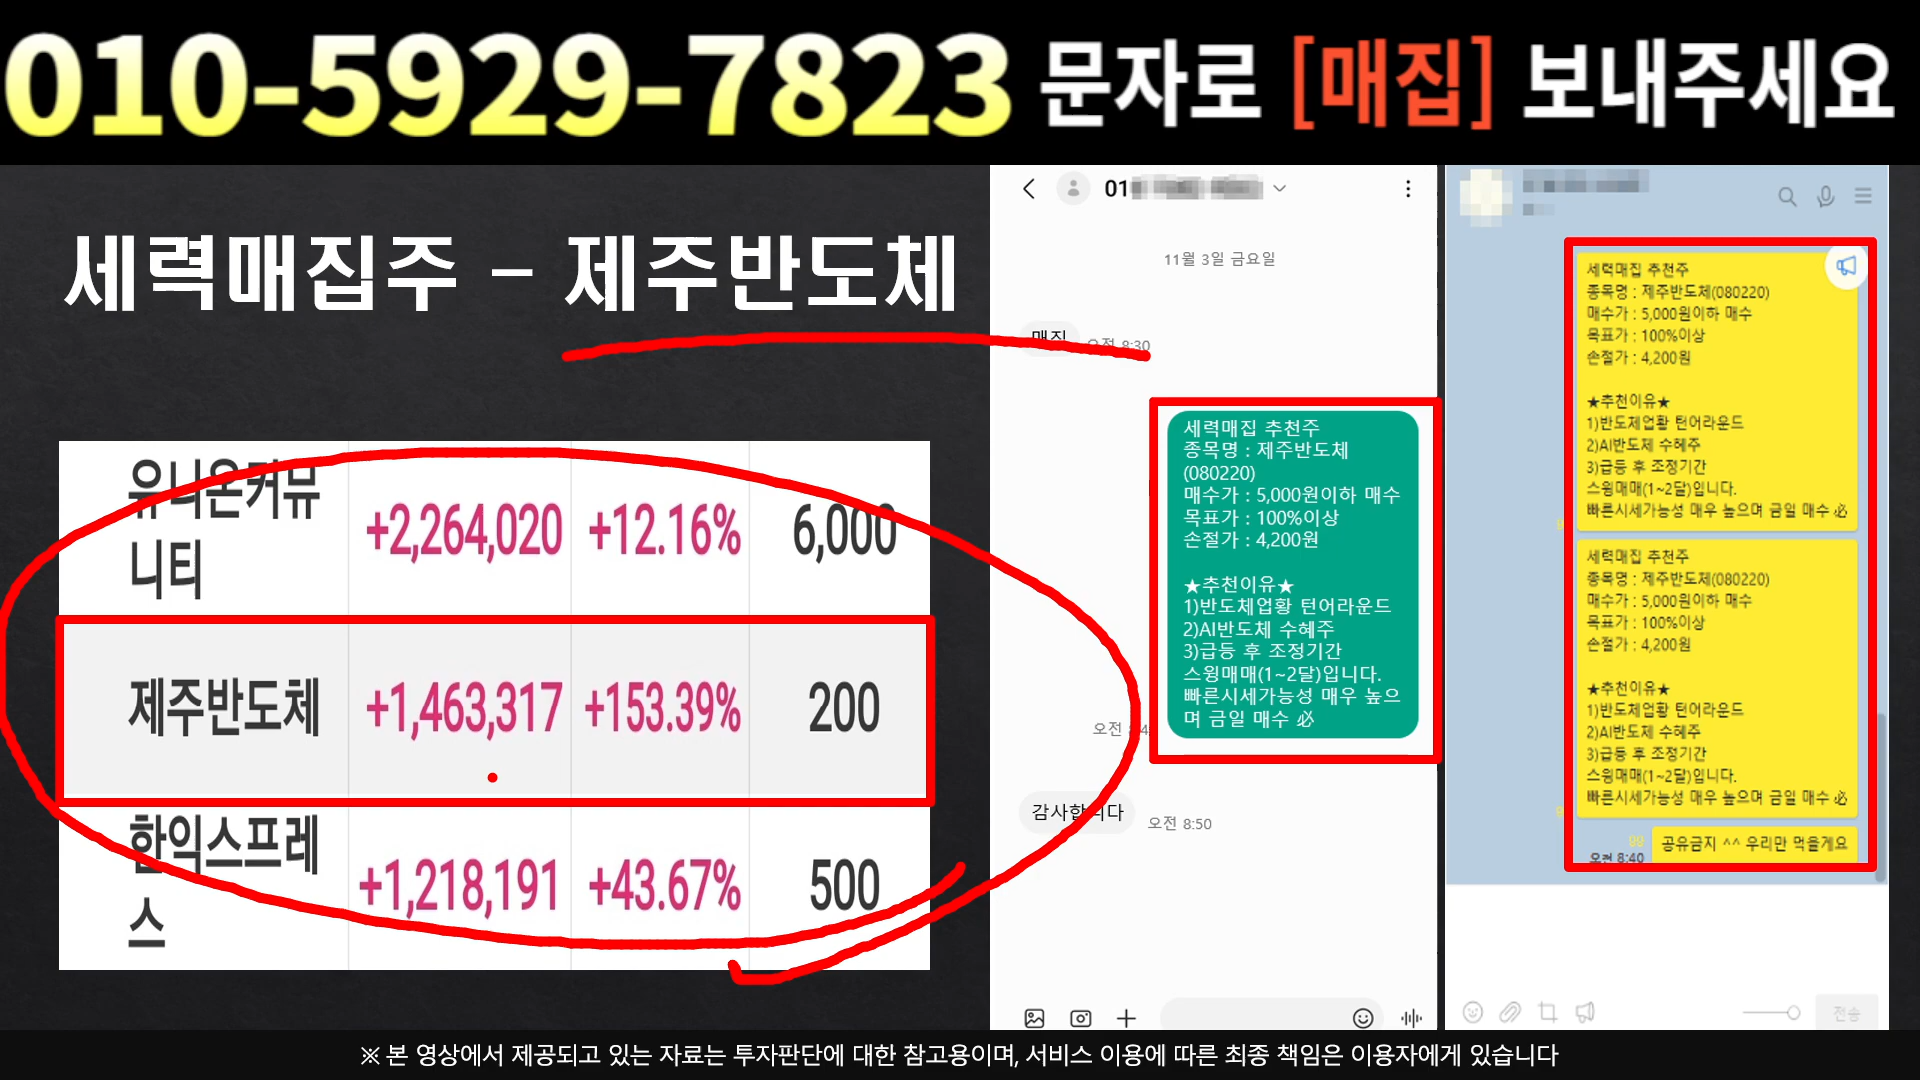 010-5929-7823 문자로 [매집] 보내주세요
세력매집주 - 제주반도체
유니온커뮤
니티
+2,264,020 +12.16% 6,000
제주반도체 +1,463,317 +153.39% 200
한익스프레
스
+1,218,191 +43.67% 500
01
11월 3일 금요일
매집
오전 8:30
세력매집 추천주
종목명 : 제주반도체
(080220)
매수가 : 5,000원이하 매수
목표가 : 100%이상
손절가 : 4,200원
★추천이유★
1)반도체업황 턴어라운드
2)AI반도체 수혜주
3)급등 후 조정기간
스윙매매(1~2달)입니다.
빠른시세가능성 매우 높으
며 금일 매수 必
오전
감사합니다
오전 8:50
세력매집 추천주
종목명 : 제주반도체(080220)
매수가 : 5,000원이하 매수
목표가 : 100%이상
손절가 : 4,200원
★추천이유★
1)반도체업황 턴어라운드
2)AI반도체 수혜주
3)급등 후 조정기간
스윙매매(1~2달)입니다.
빠른시세가능성 매우 높으며 금일 매수 必
세력매집 추천주
종목명 : 제주반도체(080220)
매수가 : 5,000원이하 매수
목표가 : 100%이상
손절가 : 4,200원
★추천이유★
1)반도체업황 턴어라운드
2)AI반도체 수혜주
3)급등 후 조정기간
스윙매매(1~2달)입니다.
빠른시세가능성 매우 높으며 금일 매수 必
오전 8:40
공유금지 ^^ 우리만 먹을게요
전송
※ 본 영상에서 제공되고 있는 자료는 투자판단에 대한 참고용이며, 서비스 이용에 따른 최종 책임은 이용자에게 있습니다